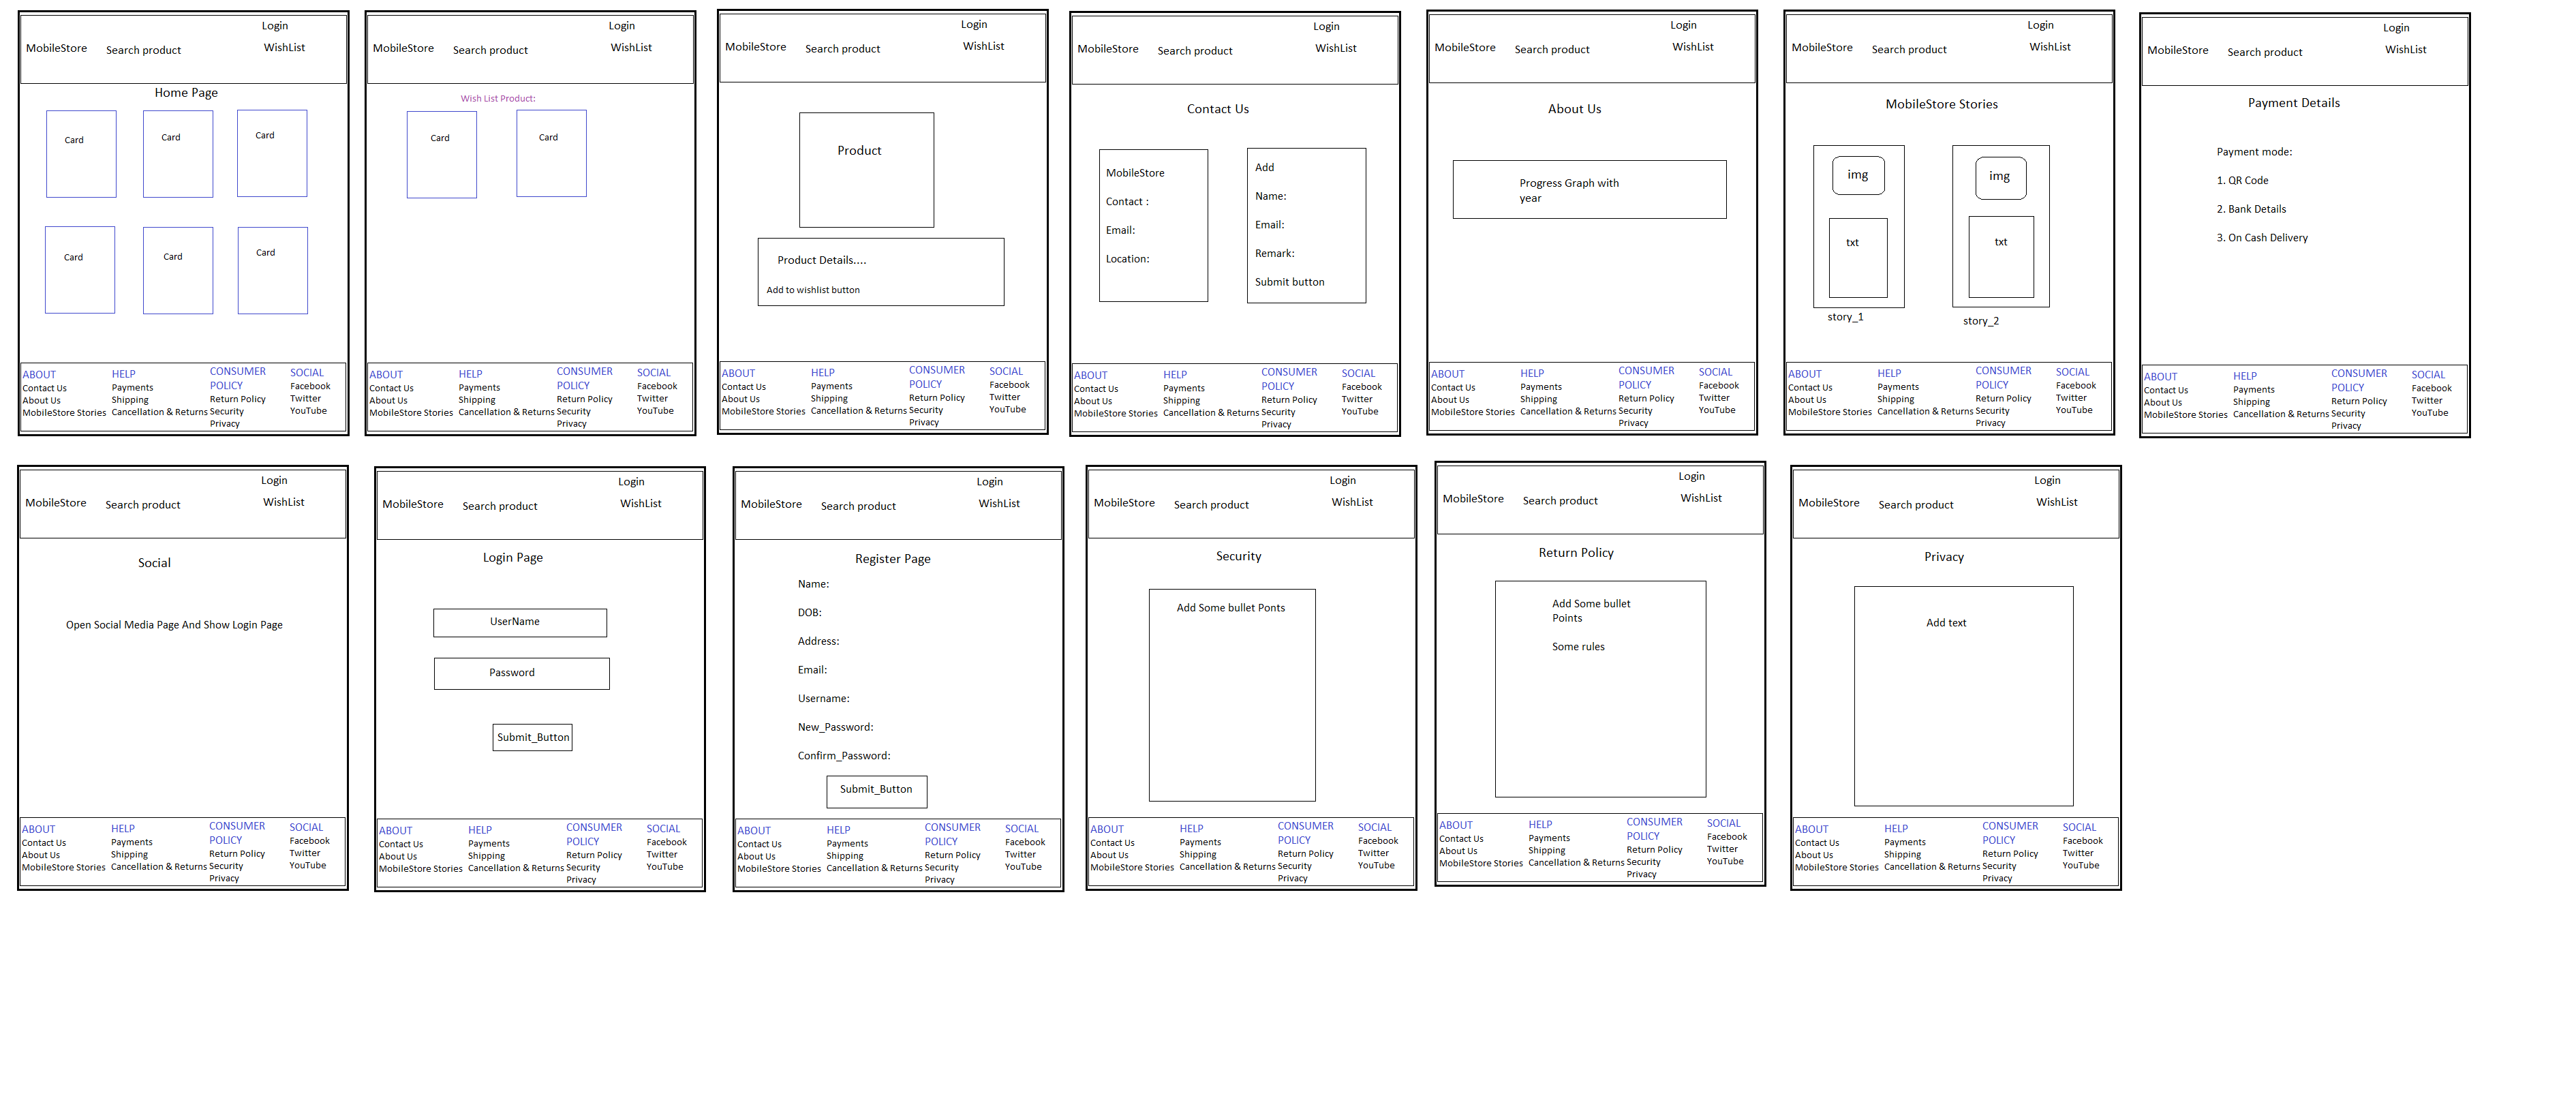 Login
MobileStore Search product WishList
Home Page
Card Card Card
Card Card Card
ABOUT HELP CONSUMER POLICY SOCIAL
Contact Us Payments Return Policy Facebook
About Us Shipping Security Twitter
MobileStore Stories Cancellation & Returns Privacy YouTube
Login
MobileStore Search product WishList
Wish List Product:
Card Card
ABOUT HELP CONSUMER POLICY SOCIAL
Contact Us Payments Return Policy Facebook
About Us Shipping Security Twitter
MobileStore Stories Cancellation & Returns Privacy YouTube
Login
MobileStore Search product WishList
Product
Product Details....
Add to wishlist button
ABOUT HELP CONSUMER POLICY SOCIAL
Contact Us Payments Return Policy Facebook
About Us Shipping Security Twitter
MobileStore Stories Cancellation & Returns Privacy YouTube
Login
MobileStore Search product WishList
Contact Us
MobileStore
Contact :
Email:
Location:
Add
Name:
Email:
Remark:
Submit button
ABOUT HELP CONSUMER POLICY SOCIAL
Contact Us Payments Return Policy Facebook
About Us Shipping Security Twitter
MobileStore Stories Cancellation & Returns Privacy YouTube
Login
MobileStore Search product WishList
About Us
Progress Graph with
year
ABOUT HELP CONSUMER POLICY SOCIAL
Contact Us Payments Return Policy Facebook
About Us Shipping Security Twitter
MobileStore Stories Cancellation & Returns Privacy YouTube
Login
MobileStore Search product WishList
MobileStore Stories
img img
txt txt
story_1 story_2
ABOUT HELP CONSUMER POLICY SOCIAL
Contact Us Payments Return Policy Facebook
About Us Shipping Security Twitter
MobileStore Stories Cancellation & Returns Privacy YouTube
Login
MobileStore Search product WishList
Payment Details
Payment mode:
1. QR Code
2. Bank Details
3. On Cash Delivery
ABOUT HELP CONSUMER POLICY SOCIAL
Contact Us Payments Return Policy Facebook
About Us Shipping Security Twitter
MobileStore Stories Cancellation & Returns Privacy YouTube
Login
MobileStore Search product WishList
Social
Open Social Media Page And Show Login Page
ABOUT HELP CONSUMER POLICY SOCIAL
Contact Us Payments Return Policy Facebook
About Us Shipping Security Twitter
MobileStore Stories Cancellation & Returns Privacy YouTube
Login
MobileStore Search product WishList
Login Page
UserName
Password
Submit_Button
ABOUT HELP CONSUMER POLICY SOCIAL
Contact Us Payments Return Policy Facebook
About Us Shipping Security Twitter
MobileStore Stories Cancellation & Returns Privacy YouTube
Login
MobileStore Search product WishList
Register Page
Name:
DOB:
Address:
Email:
Username:
New_Password:
Confirm_Password:
Submit_Button
ABOUT HELP CONSUMER POLICY SOCIAL
Contact Us Payments Return Policy Facebook
About Us Shipping Security Twitter
MobileStore Stories Cancellation & Returns Privacy YouTube
Login
MobileStore Search product WishList
Security
Add Some bullet Ponts
ABOUT HELP CONSUMER POLICY SOCIAL
Contact Us Payments Return Policy Facebook
About Us Shipping Security Twitter
MobileStore Stories Cancellation & Returns Privacy YouTube
Login
MobileStore Search product WishList
Return Policy
Add Some bullet
Points
Some rules
ABOUT HELP CONSUMER POLICY SOCIAL
Contact Us Payments Return Policy Facebook
About Us Shipping Security Twitter
MobileStore Stories Cancellation & Returns Privacy YouTube
Login
MobileStore Search product WishList
Privacy
Add text
ABOUT HELP CONSUMER POLICY SOCIAL
Contact Us Payments Return Policy Facebook
About Us Shipping Security Twitter
MobileStore Stories Cancellation & Returns Privacy YouTube